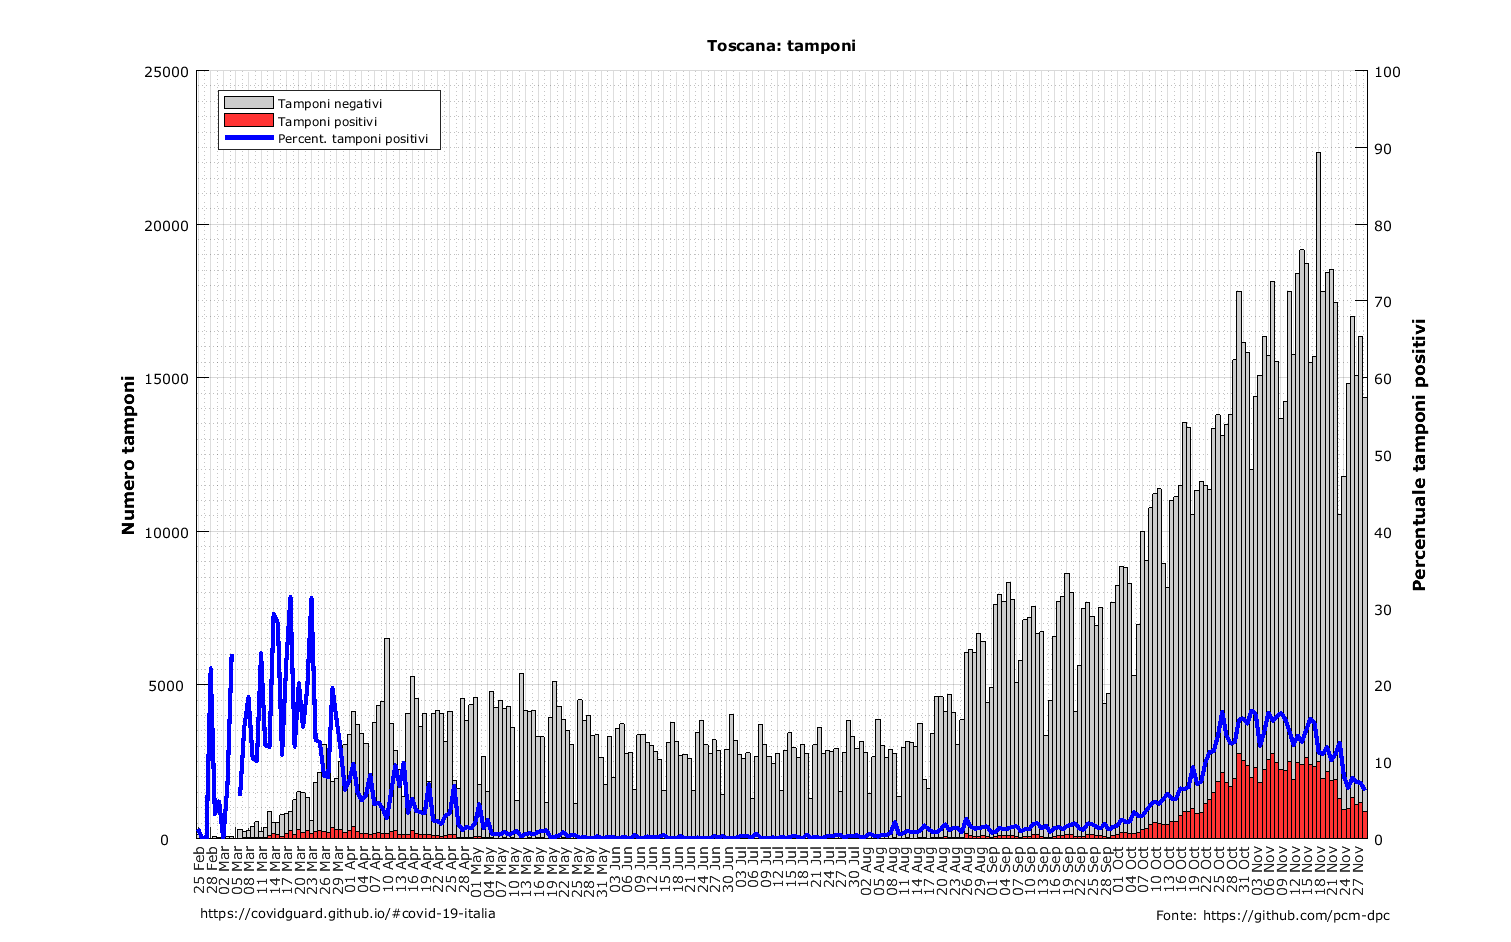 Toscana: tamponi
Tamponi negativi
Tamponi positivi
Percent. tamponi positivi
Numero tamponi
25000
20000
15000
10000
5000
0
Percentuale tamponi positivi
100
90
80
70
60
50
40
30
20
10
0
25 Feb
28 Feb
02 Mar
05 Mar
08 Mar
11 Mar
14 Mar
17 Mar
20 Mar
23 Mar
26 Mar
29 Mar
01 Apr
04 Apr
07 Apr
10 Apr
13 Apr
16 Apr
19 Apr
22 Apr
25 Apr
28 Apr
01 May
04 May
07 May
10 May
13 May
16 May
19 May
22 May
25 May
28 May
31 May
03 Jun
06 Jun
09 Jun
12 Jun
15 Jun
18 Jun
21 Jun
24 Jun
27 Jun
30 Jun
03 Jul
06 Jul
09 Jul
12 Jul
15 Jul
18 Jul
21 Jul
24 Jul
27 Jul
30 Jul
02 Aug
05 Aug
08 Aug
11 Aug
14 Aug
17 Aug
20 Aug
23 Aug
26 Aug
29 Aug
01 Sep
04 Sep
07 Sep
10 Sep
13 Sep
16 Sep
19 Sep
22 Sep
25 Sep
28 Sep
01 Oct
04 Oct
07 Oct
10 Oct
13 Oct
16 Oct
19 Oct
22 Oct
25 Oct
28 Oct
31 Oct
03 Nov
06 Nov
09 Nov
12 Nov
15 Nov
18 Nov
21 Nov
24 Nov
27 Nov
https://covidguard.github.io/#covid-19-italia
Fonte: https://github.com/pcm-dpc